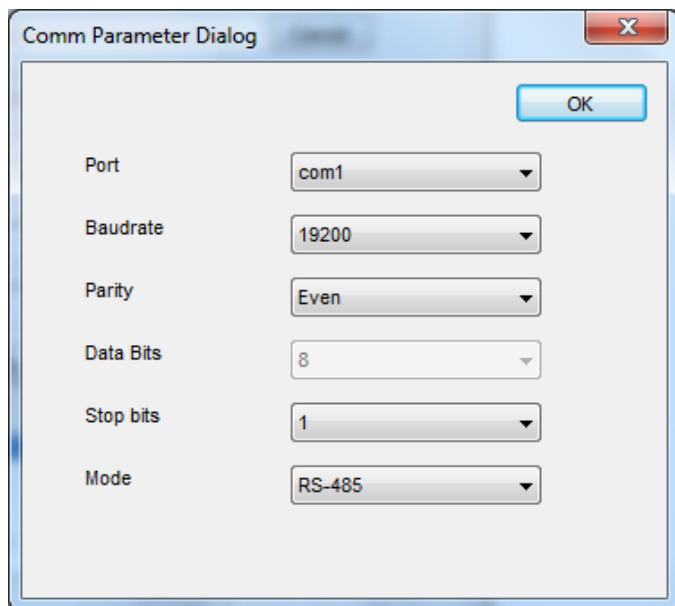 Comm Parameter Dialog
OK
Port com1
Baudrate 19200
Parity Even
Data Bits 8
Stop bits 1
Mode RS-485